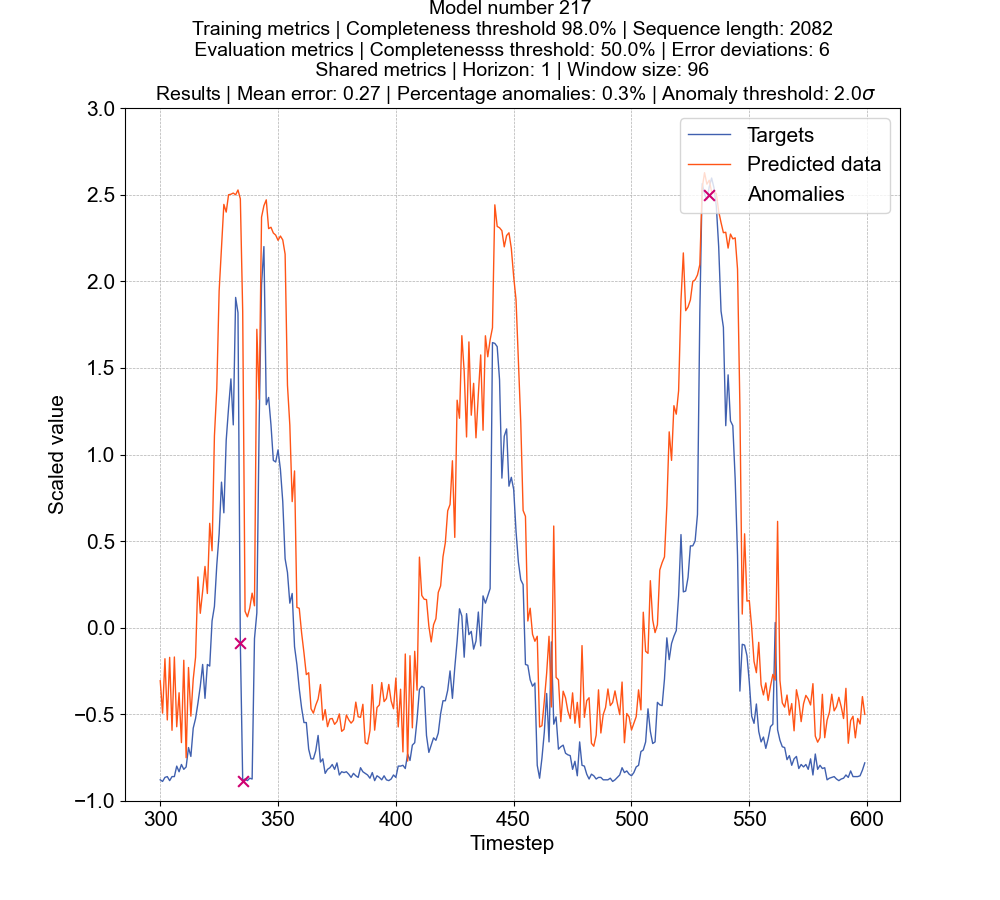 Model number 217
Training metrics | Completeness threshold 98.0% | Sequence length: 2082
Evaluation metrics | Completenesss threshold: 50.0% | Error deviations: 6
Shared metrics | Horizon: 1 | Window size: 96
Results | Mean error: 0.27 | Percentage anomalies: 0.3% | Anomaly threshold: 2.0σ
Targets
Predicted data
Anomalies
3.0
2.5
2.0
1.5
1.0
0.5
0.0
−0.5
−1.0
Scaled value
300
350
400
450
500
550
600
Timestep